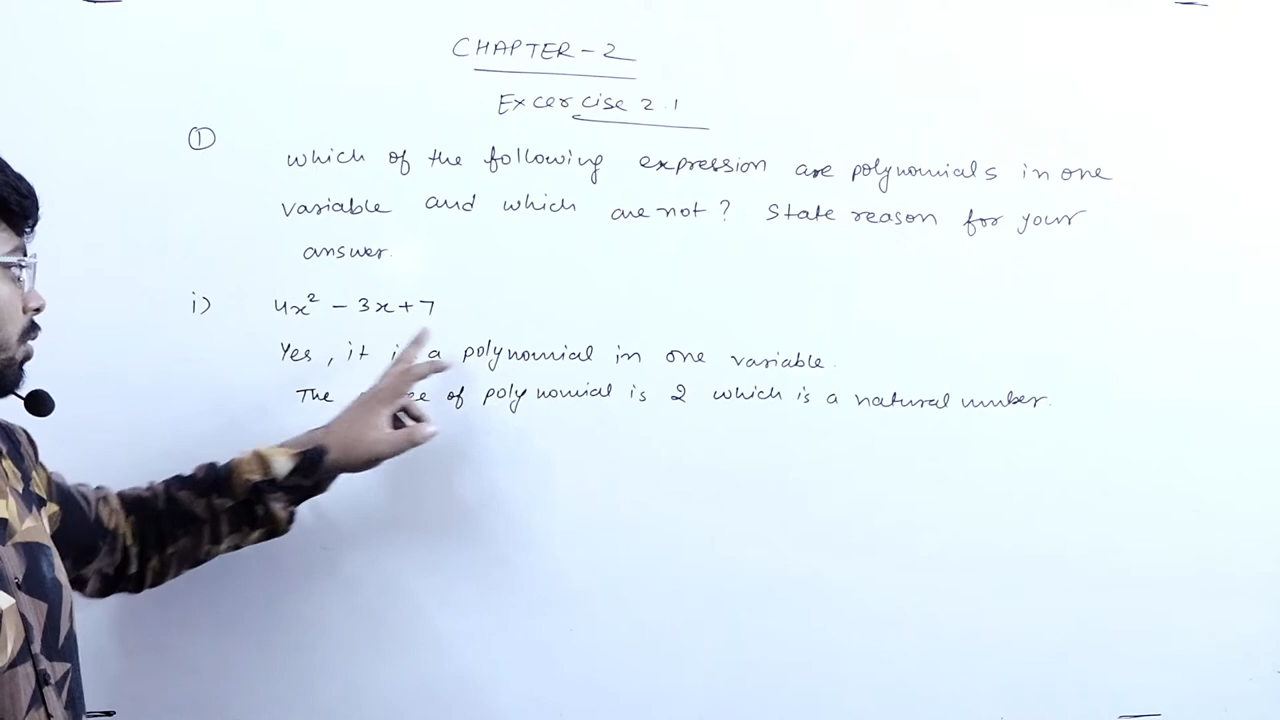 CHAPTER-2
Excercise 2.1
①
which of the following expression are polynomials in one
variable and which are not? State reason for your
answer.
i) 4x² - 3x + 7
Yes, it a polynomial in one variable.
The of polynomial is 2 which is a natural number.